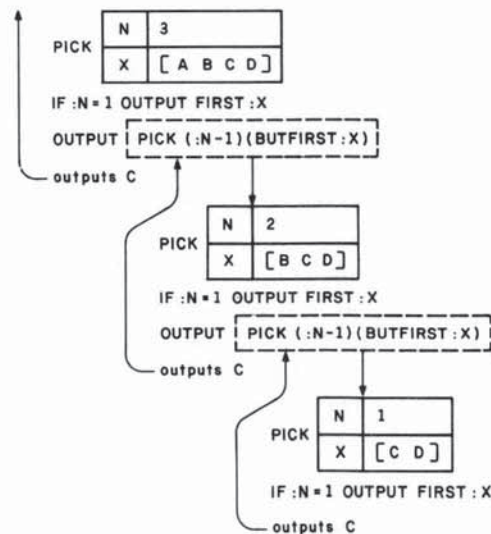 N 3
PICK
X [A B C D]
IF :N=1 OUTPUT FIRST :X
OUTPUT PICK (:N-1)(BUTFIRST :X)
outputs C
N 2
PICK
X [B C D]
IF :N=1 OUTPUT FIRST :X
OUTPUT PICK (:N-1)(BUTFIRST :X)
outputs C
N 1
PICK
X [C D]
IF :N=1 OUTPUT FIRST :X
outputs C